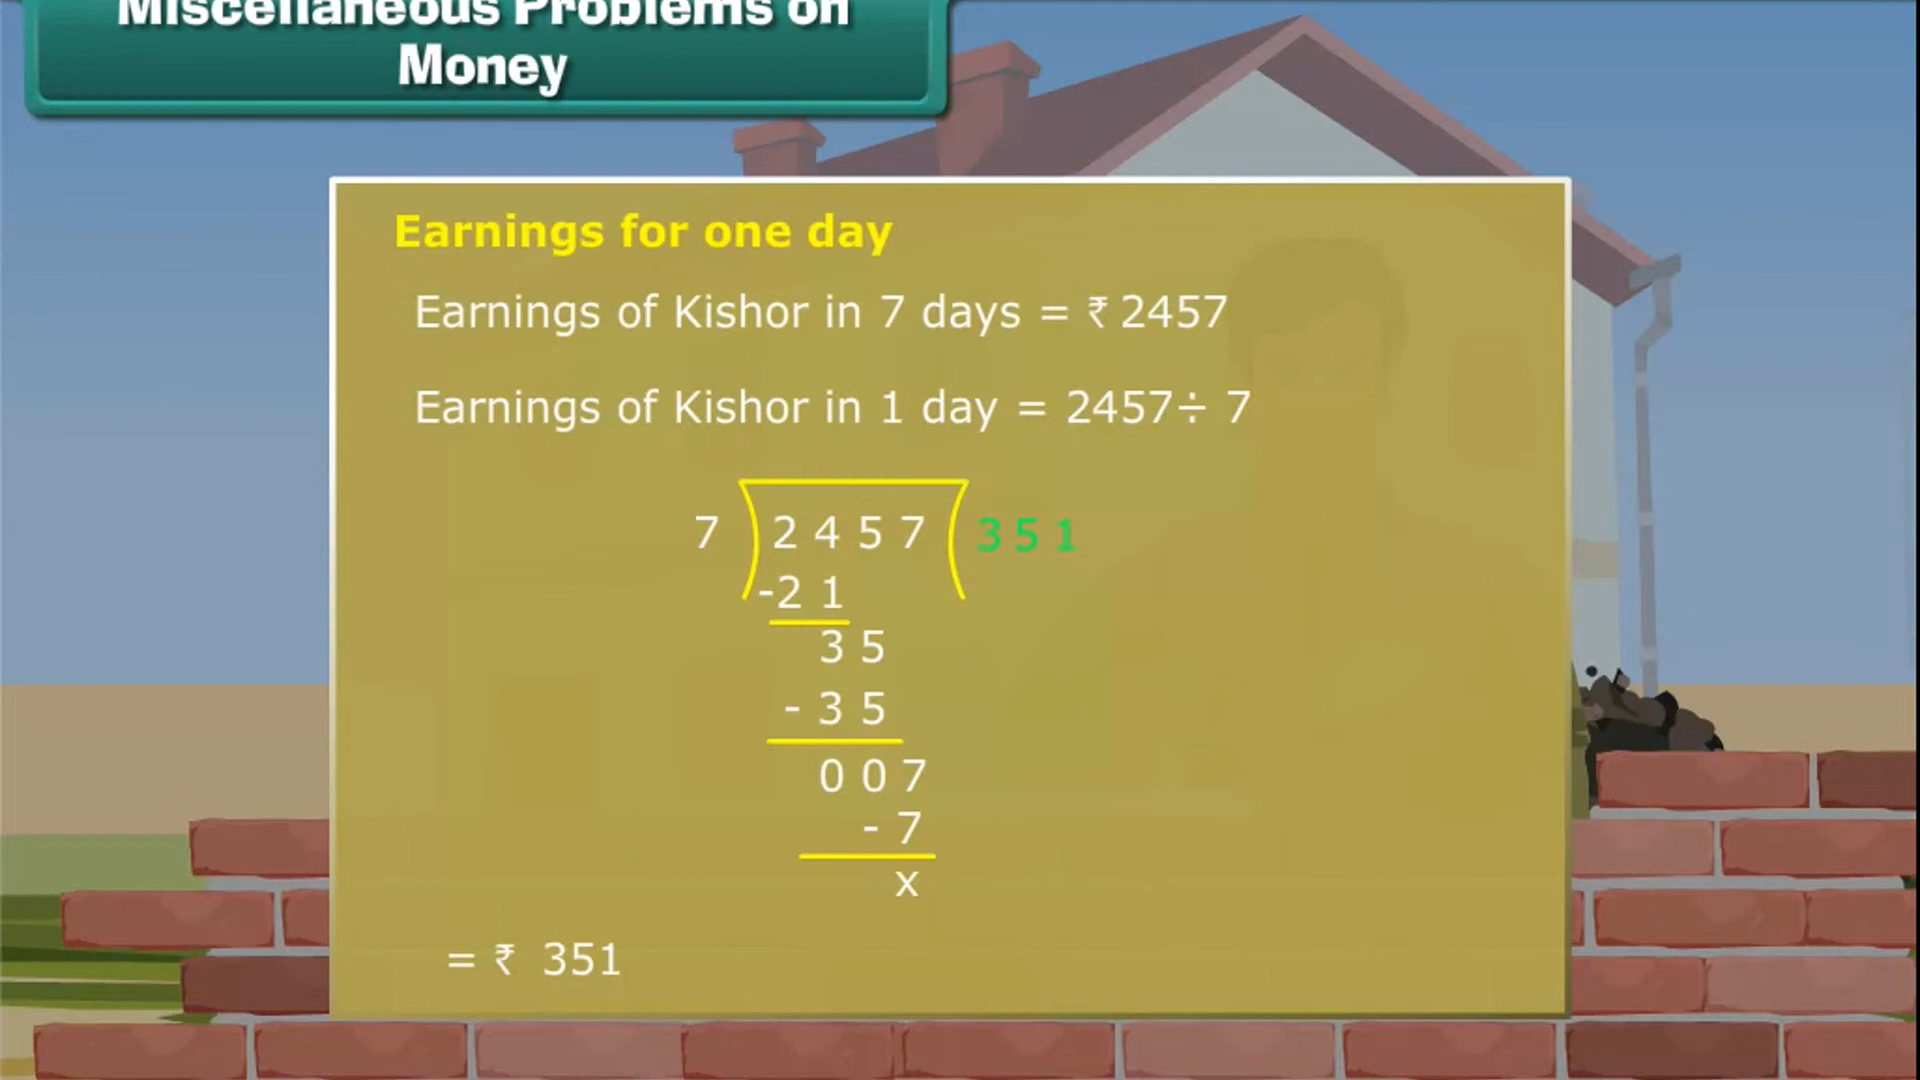 Miscellaneous Problems on
Money
Earnings for one day
Earnings of Kishor in 7 days = ₹ 2457
Earnings of Kishor in 1 day = 2457÷ 7
7 2 4 5 7 3 5 1
-2 1
3 5
- 3 5
0 0 7
- 7
x
= ₹ 351